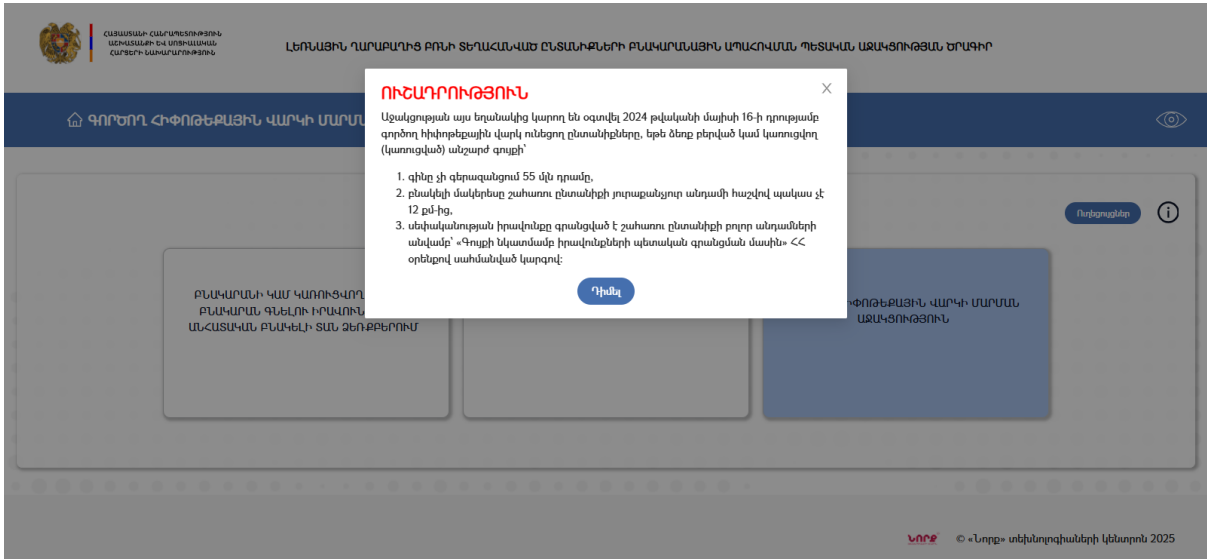 ՀԱՅԱՍՏԱՆԻ ՀԱՆՐԱՊԵՏՈՒԹՅՈՒՆ
ԱՇԽԱՏԱՆՔԻ ԵՎ ՍՈՑԻԱԼԱԿԱՆ
ՀԱՐՑԵՐԻ ՆԱԽԱՐԱՐՈՒԹՅՈՒՆ
ԼԵՌՆԱՅԻՆ ՂԱՐԱԲԱՂԻՑ ԲՌՆԻ ՏԵՂԱՀԱՆՎԱԾ ԸՆՏԱՆԻՔՆԵՐԻ ԲՆԱԿԱՐԱՆԱՅԻՆ ԱՊԱՀՈՎՄԱՆ ՊԵՏԱԿԱՆ ԱՋԱԿՑՈՒԹՅԱՆ ԾՐԱԳԻՐ
ԳՈՐԾՈՂ ՀԻՓՈԹԵՔԱՅԻՆ ՎԱՐԿԻ ՄԱՐՄ
ՈՒՇԱԴՐՈՒԹՅՈՒՆ
Աջակցության այս եղանակից կարող են օգտվել 2024 թվականի մայիսի 16-ի դրությամբ
գործող հիփոթեքային վարկ ունեցող ընտանիքները, եթե ձեռք բերված կամ կառուցվող
(կառուցված) անշարժ գույքի՝
1. գինը չի գերազանցում 55 մլն դրամը,
2. բնակելի մակերեսը շահառու ընտանիքի յուրաքանչյուր անդամի հաշվով պակաս չէ
12 քմ-ից,
3. սեփականության իրավունքը գրանցված է շահառու ընտանիքի բոլոր անդամների
անվամբ՝ «Գույքի նկատմամբ իրավունքների պետական գրանցման մասին» ՀՀ
օրենքով սահմանված կարգով:
Դիմել
Ուղեցույցներ
ԲՆԱԿԱՐԱՆԻ ԿԱՄ ԿԱՌՈՒՑՎՈՂ
ԲՆԱԿԱՐԱՆ ԳՆԵԼՈՒ ԻՐԱՎՈՒՆ
ԱՆՀԱՏԱԿԱՆ ԲՆԱԿԵԼԻ ՏԱՆ ՁԵՌՔԲԵՐՈՒՄ
ՓՈԹԵՔԱՅԻՆ ՎԱՐԿԻ ՄԱՐՄԱՆ
ԱՋԱԿՑՈՒԹՅՈՒՆ
ՆՈՐՔ © «Նորք» տեխնոլոգիաների կենտրոն 2025